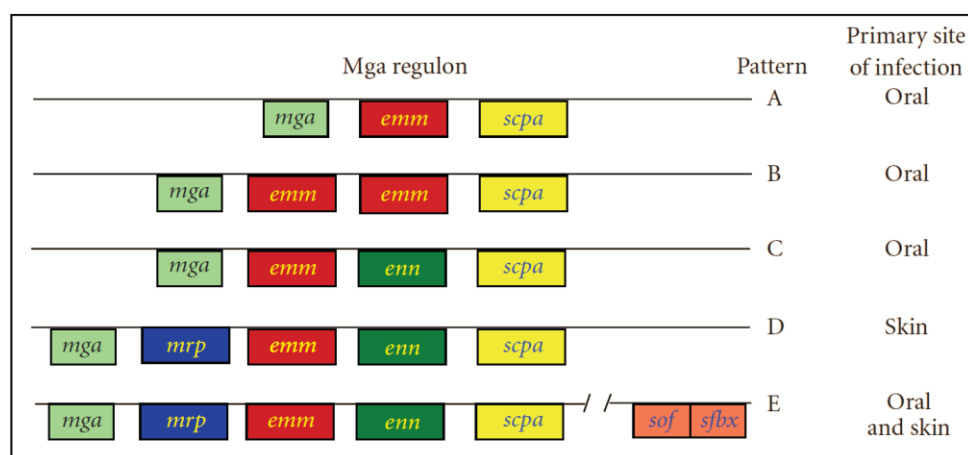 Mga regulon Pattern Primary site
of infection
A Oral
mga emm scpa
B Oral
mga emm emm scpa
C Oral
mga emm enn scpa
D Skin
mga mrp emm enn scpa
E Oral
and skin
mga mrp emm enn scpa / / sof sfbx